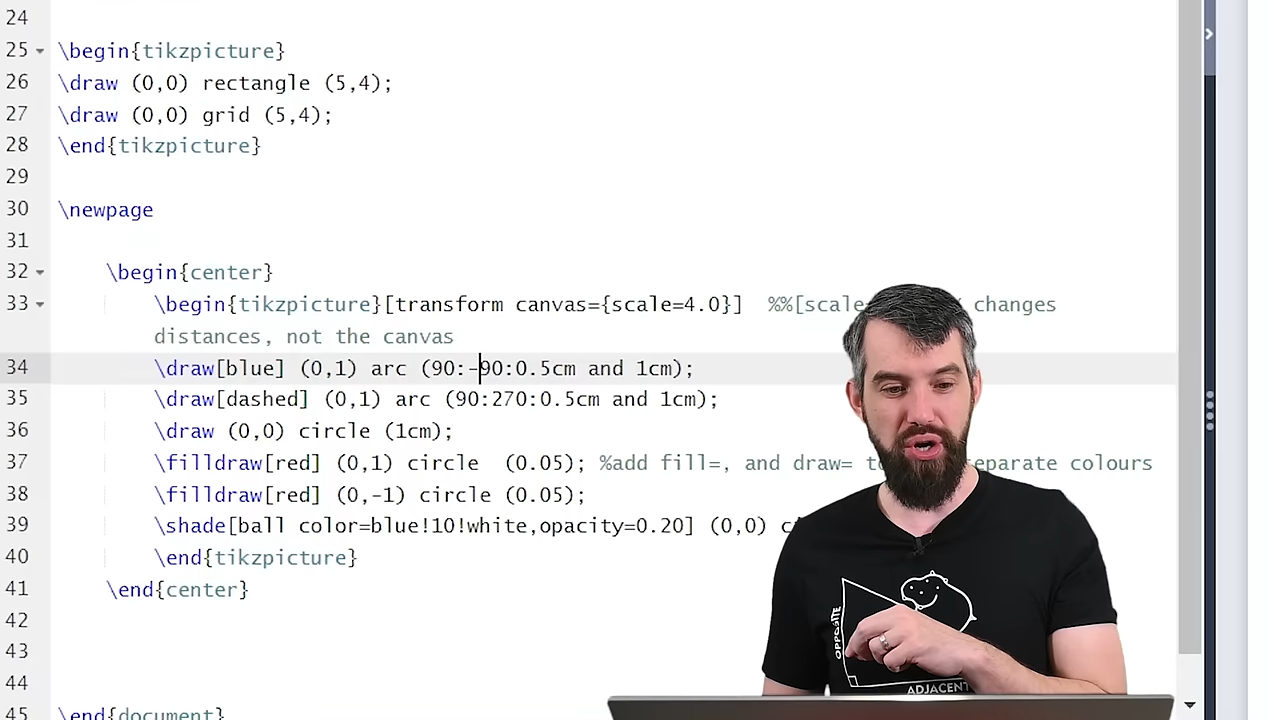 24
25 \begin{tikzpicture}
26 \draw (0,0) rectangle (5,4);
27 \draw (0,0) grid (5,4);
28 \end{tikzpicture}
29
30 \newpage
31
32 \begin{center}
33 \begin{tikzpicture}[transform canvas={scale=4.0}] %%[scale= changes
distances, not the canvas
34 \draw[blue] (0,1) arc (90:-90:0.5cm and 1cm);
35 \draw[dashed] (0,1) arc (90:270:0.5cm and 1cm);
36 \draw (0,0) circle (1cm);
37 \filldraw[red] (0,1) circle (0.05); %add fill=, and draw= separate colours
38 \filldraw[red] (0,-1) circle (0.05);
39 \shade[ball color=blue!10!white,opacity=0.20] (0,0)
40 \end{tikzpicture}
41 \end{center}
42
43
44
45 \end{document}
OPPOSITE
ADJACENT